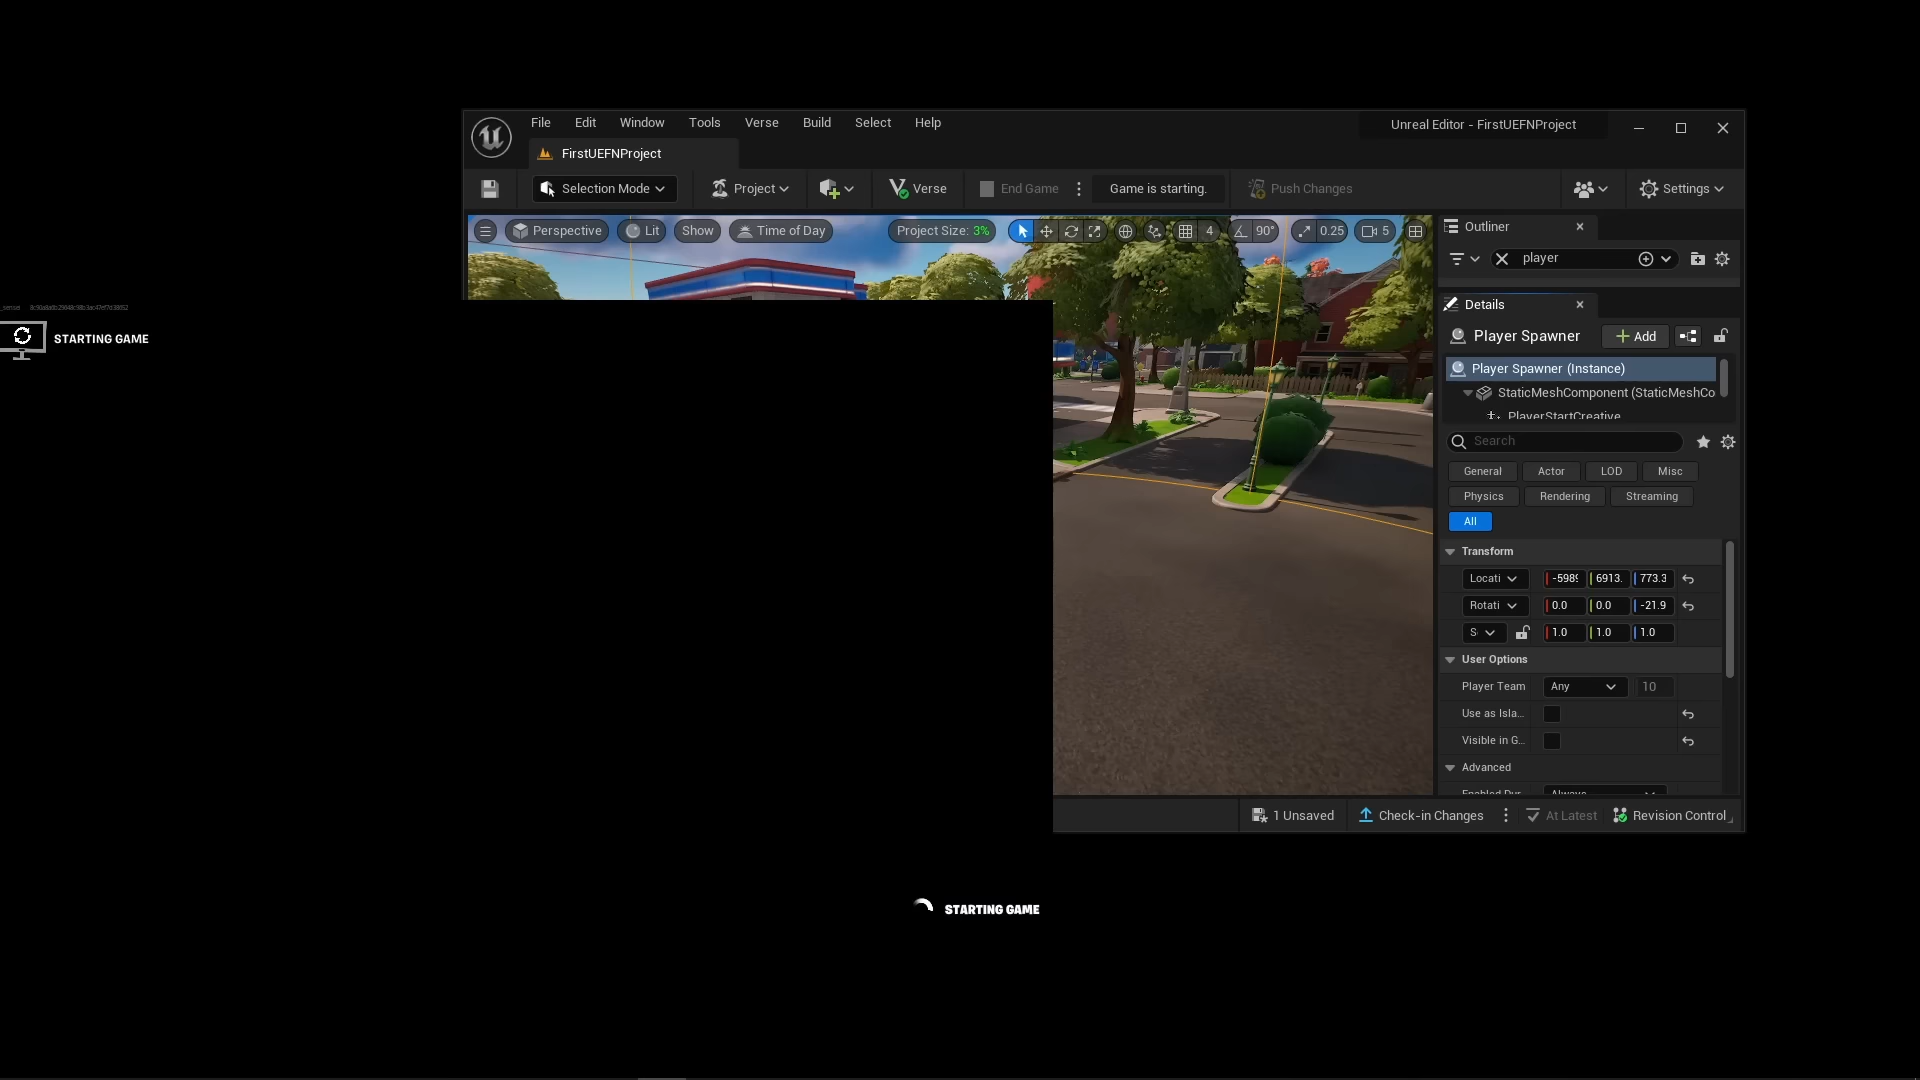 File Edit Window Tools Verse Build Select Help
Unreal Editor - FirstUEFNProject
FirstUEFNProject
Selection Mode
Project
Verse
End Game
Game is starting.
Push Changes
Settings
Perspective
Lit
Show
Time of Day
Project Size: 3%
4
90°
0.25
5
Outliner
player
Details
Player Spawner
Add
Player Spawner (Instance)
StaticMeshComponent (StaticMeshCo
PlayerStartCreative
Search
General Actor LOD Misc
Physics Rendering Streaming
All
Transform
Locati -598 6913. 773.3
Rotati 0.0 0.0 -21.9
S 1.0 1.0 1.0
User Options
Player Team Any 10
Use as Isla...
Visible in G...
Advanced
Enabled Dur Always
STARTING GAME
1 Unsaved
Check-in Changes
At Latest
Revision Control
STARTING GAME